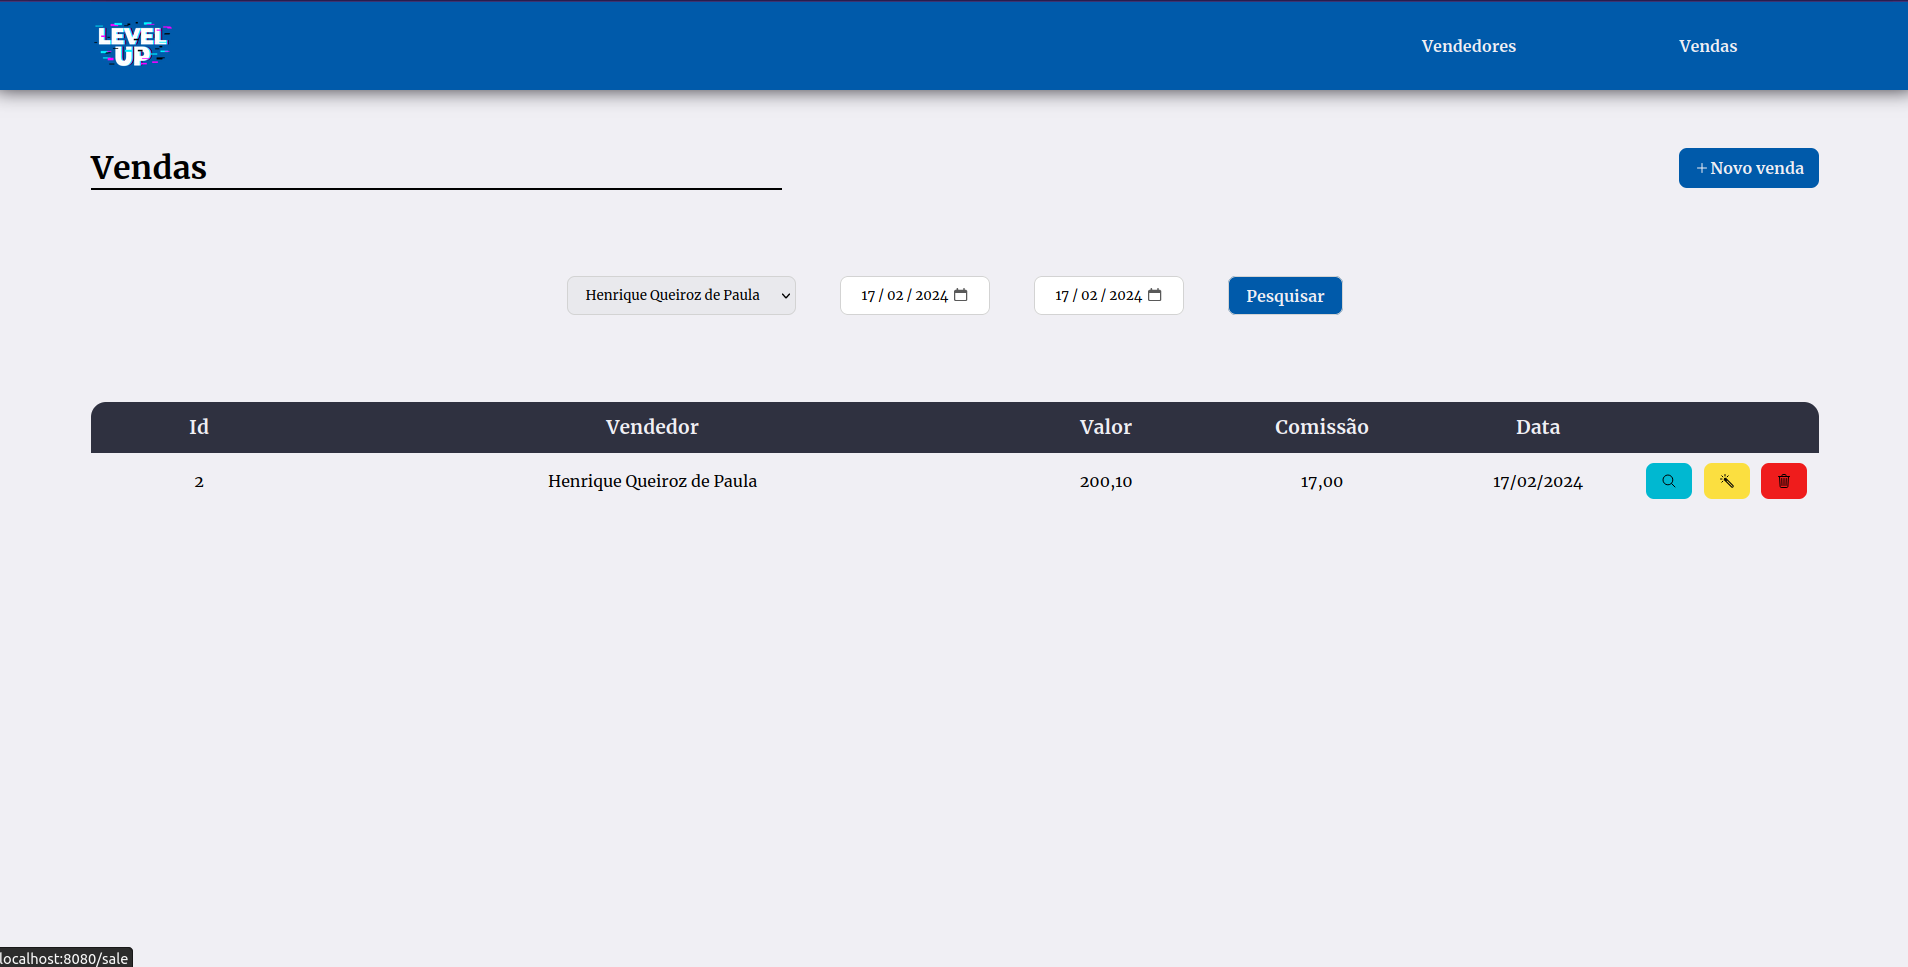 LEVEL
UP
Vendedores
Vendas
Vendas
+ Novo venda
Henrique Queiroz de Paula
17 / 02 / 2024
17 / 02 / 2024
Pesquisar
Id Vendedor Valor Comissão Data
2 Henrique Queiroz de Paula 200,10 17,00 17/02/2024
localhost:8080/sale